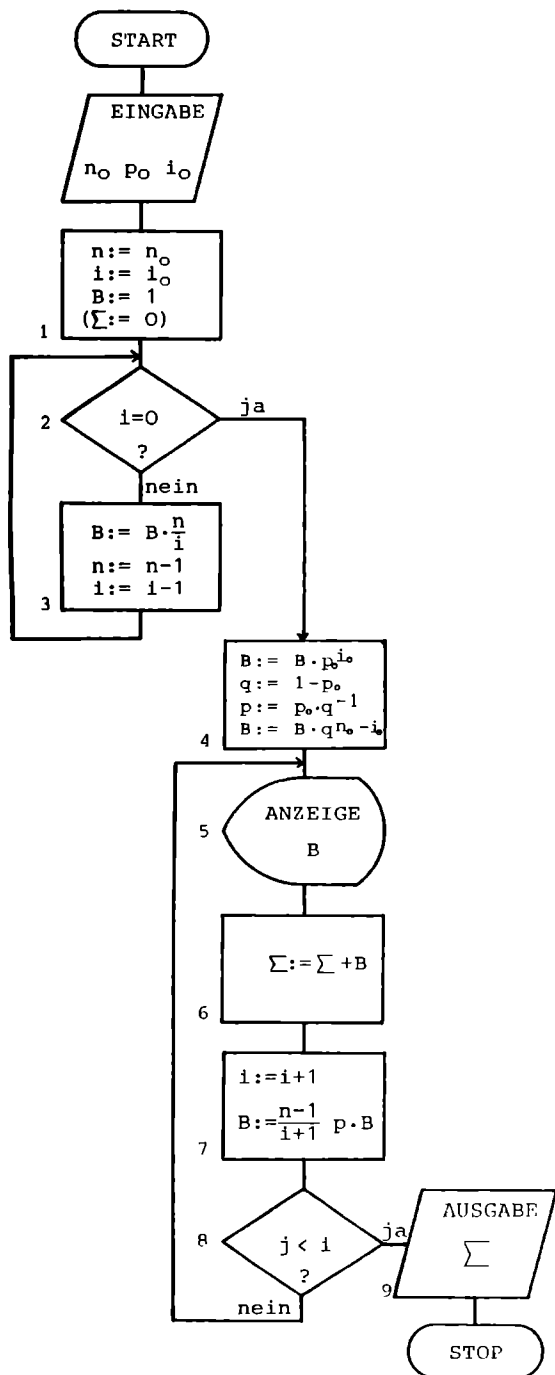 START
EINGABE
n₀ p₀ i₀
n:= n₀
i:= i₀
B:= 1
(Σ:= 0)
1
2
i=0
?
ja
nein
B:= B·n/i
n:= n-1
i:= i-1
3
B:= B·p₀^i₀
q:= 1-p₀
p:= p₀·q⁻¹
B:= B·q^n₀-i₀
4
5
ANZEIGE
B
Σ:= Σ +B
6
i:=i+1
B:=n-1/i+1 p·B
7
8
j < i
?
ja
nein
AUSGABE
Σ
9
STOP